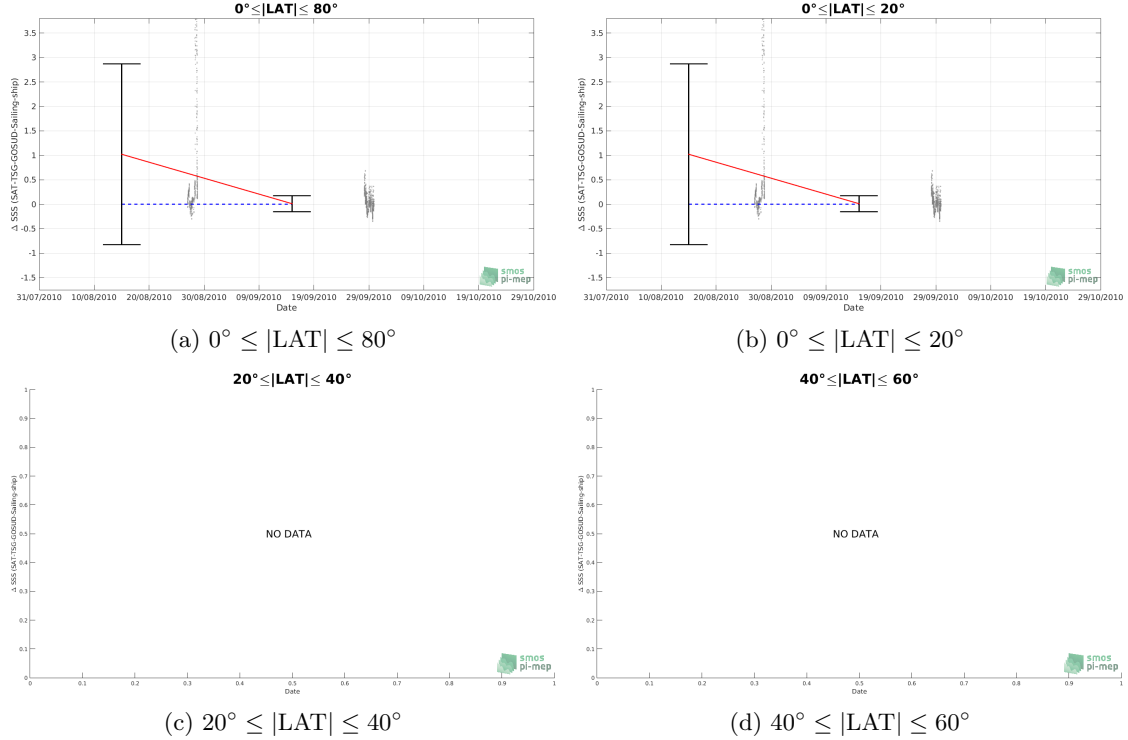 0°≤|LAT|≤ 80°
3.5
3
2.5
2
1.5
1
0.5
0
-0.5
-1
-1.5
Δ SSS (SAT-TSG-GOSUD-Sailing-ship)
31/07/2010 10/08/2010 20/08/2010 30/08/2010 09/09/2010 19/09/2010 29/09/2010 09/10/2010 19/10/2010 29/10/2010
Date
smos
pi-mep
(a) 0° ≤ |LAT| ≤ 80°
0°≤|LAT|≤ 20°
3.5
3
2.5
2
1.5
1
0.5
0
-0.5
-1
-1.5
Δ SSS (SAT-TSG-GOSUD-Sailing-ship)
31/07/2010 10/08/2010 20/08/2010 30/08/2010 09/09/2010 19/09/2010 29/09/2010 09/10/2010 19/10/2010 29/10/2010
Date
smos
pi-mep
(b) 0° ≤ |LAT| ≤ 20°
20°≤|LAT|≤ 40°
1
0.9
0.8
0.7
0.6
0.5
0.4
0.3
0.2
0.1
0
Δ SSS (SAT-TSG-GOSUD-Sailing-ship)
NO DATA
0 0.1 0.2 0.3 0.4 0.5 0.6 0.7 0.8 0.9 1
Date
smos
pi-mep
(c) 20° ≤ |LAT| ≤ 40°
40°≤|LAT|≤ 60°
1
0.9
0.8
0.7
0.6
0.5
0.4
0.3
0.2
0.1
0
Δ SSS (SAT-TSG-GOSUD-Sailing-ship)
NO DATA
0 0.1 0.2 0.3 0.4 0.5 0.6 0.7 0.8 0.9 1
Date
smos
pi-mep
(d) 40° ≤ |LAT| ≤ 60°